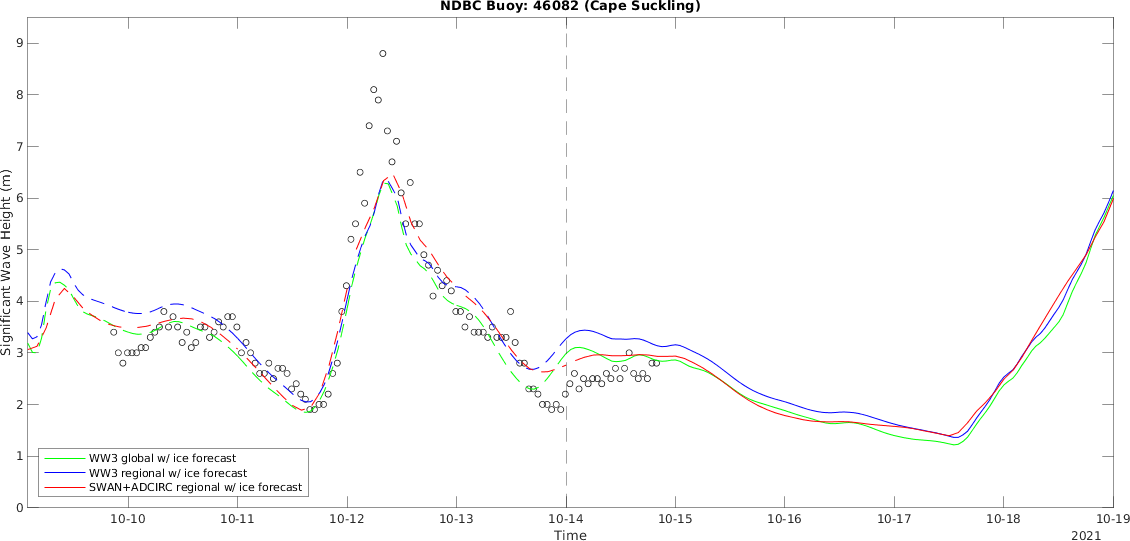 NDBC Buoy: 46082 (Cape Suckling)
Significant Wave Height (m)
9
8
7
6
5
4
3
2
1
0
WW3 global w/ ice forecast
WW3 regional w/ ice forecast
SWAN+ADCIRC regional w/ ice forecast
10-10 10-11 10-12 10-13 10-14 10-15 10-16 10-17 10-18 10-19
Time
2021